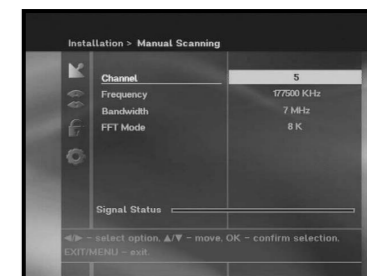 Installation > Manual Scanning
Channel 5
Frequency 177500 KHz
Bandwidth 7 MHz
FFT Mode 8 K
Signal Status
◄/► – select option, ▲/▼ – move, OK – confirm selection,
EXIT/MENU – exit